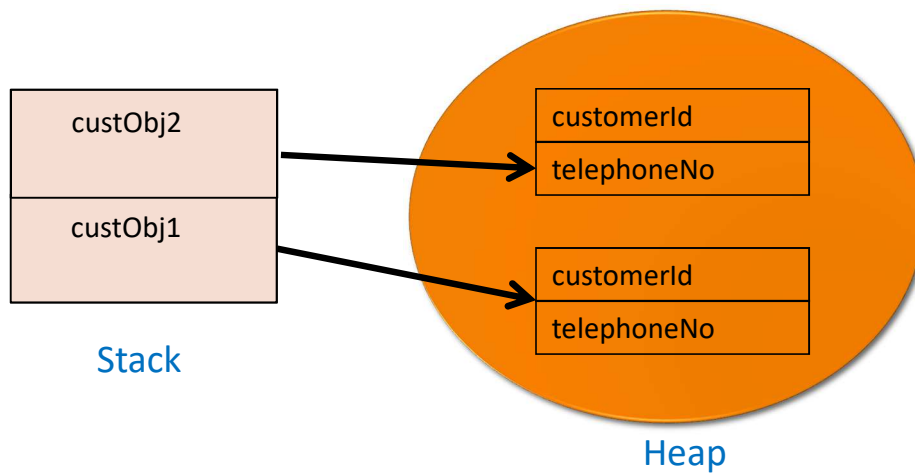 custObj2
custObj1
Stack
customerId
telephoneNo
customerId
telephoneNo
Heap